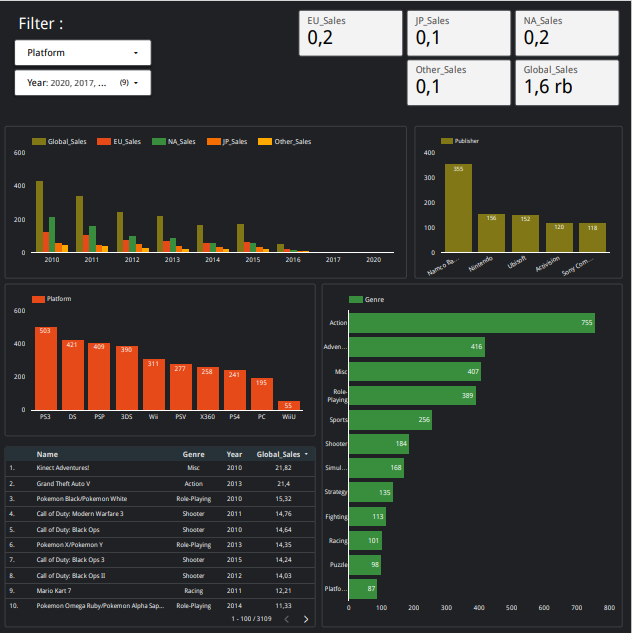 Filter :
Platform
Year: 2020, 2017, ... (9)
EU_Sales
0,2
JP_Sales
0,1
NA_Sales
0,2
Other_Sales
0,1
Global_Sales
1,6 rb
Global_Sales EU_Sales NA_Sales JP_Sales Other_Sales
600
400
200
0
2010 2011 2012 2013 2014 2015 2016 2017 2020
Publisher
400
300
200
100
0
355 156 152 120 118
Namco Ba... Nintendo Ubisoft Activision Sony Com...
Platform
600
400
200
0
503 421 409 390 311 277 258 241 195 55
PS3 DS PSP 3DS Wii PSV X360 PS4 PC WiiU
Genre
Action 755
Adven... 416
Misc 407
Role-
Playing 389
Sports 256
Shooter 184
Simul... 168
Strategy 135
Fighting 113
Racing 101
Puzzle 98
Platfo... 87
0 100 200 300 400 500 600 700 800
Name Genre Year Global_Sales
1. Kinect Adventures! Misc 2010 21,82
2. Grand Theft Auto V Action 2013 21,4
3. Pokemon Black/Pokemon White Role-Playing 2010 15,32
4. Call of Duty: Modern Warfare 3 Shooter 2011 14,76
5. Call of Duty: Black Ops Shooter 2010 14,64
6. Pokemon X/Pokemon Y Role-Playing 2013 14,35
7. Call of Duty: Black Ops 3 Shooter 2015 14,24
8. Call of Duty: Black Ops II Shooter 2012 14,03
9. Mario Kart 7 Racing 2011 12,21
10. Pokemon Omega Ruby/Pokemon Alpha Sap... Role-Playing 2014 11,33
1 - 100 / 3109